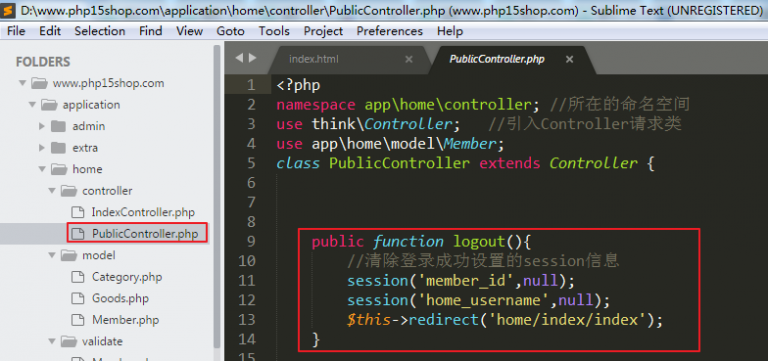 D:\www.php15shop.com\application\home\controller\PublicController.php (www.php15shop.com) - Sublime Text (UNREGISTERED)
File Edit Selection Find View Goto Tools Project Preferences Help
FOLDERS
www.php15shop.com
application
admin
extra
home
controller
IndexController.php
PublicController.php
model
Category.php
Goods.php
Member.php
validate
index.html
PublicController.php
1 <?php
2 namespace app\home\controller; //所在的命名空间
3 use think\Controller; //引入Controller请求类
4 use app\home\model\Member;
5 class PublicController extends Controller {
6
7
8
9 public function logout(){
10 //清除登录成功设置的session信息
11 session('member_id',null);
12 session('home_username',null);
13 $this->redirect('home/index/index');
14 }
15